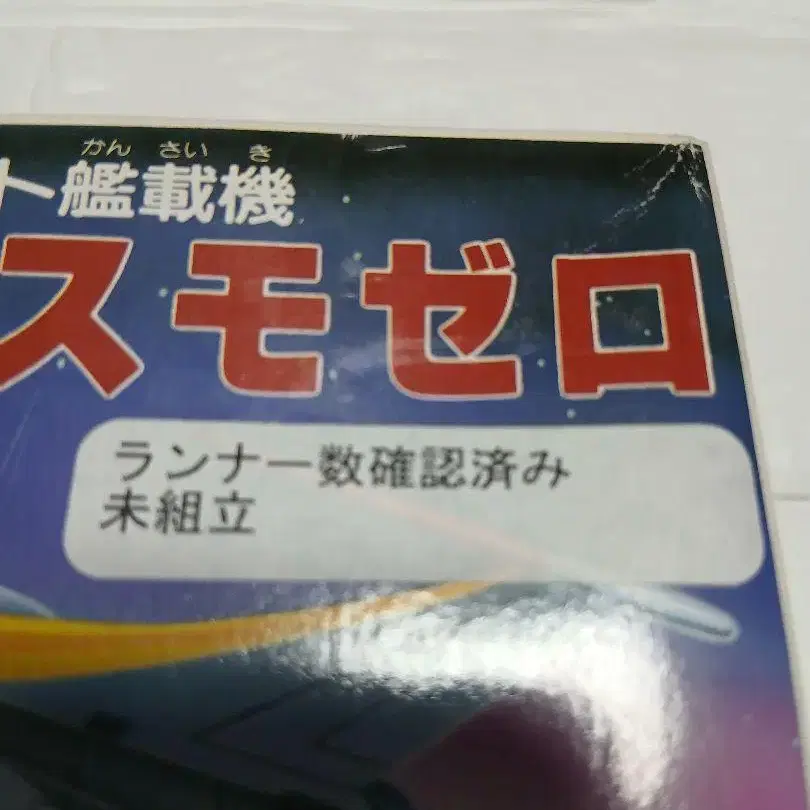 かん さい き
ト艦載機
スモゼロ
ランナー数確認済み
未組立